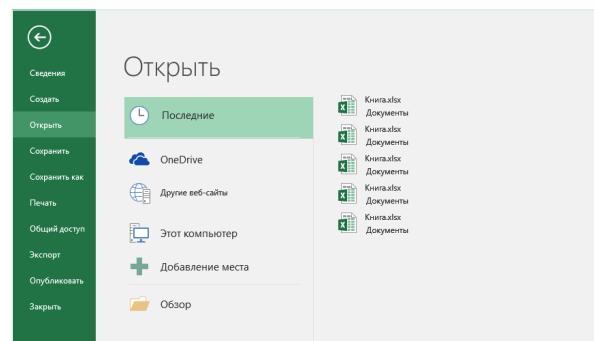 Сведения
Создать
Открыть
Сохранить
Сохранить как
Печать
Общий доступ
Экспорт
Опубликовать
Закрыть
Открыть
Последние
OneDrive
Другие веб-сайты
Этот компьютер
Добавление места
Обзор
Книга.xlsx
Документы
Книга.xlsx
Документы
Книга.xlsx
Документы
Книга.xlsx
Документы
Книга.xlsx
Документы